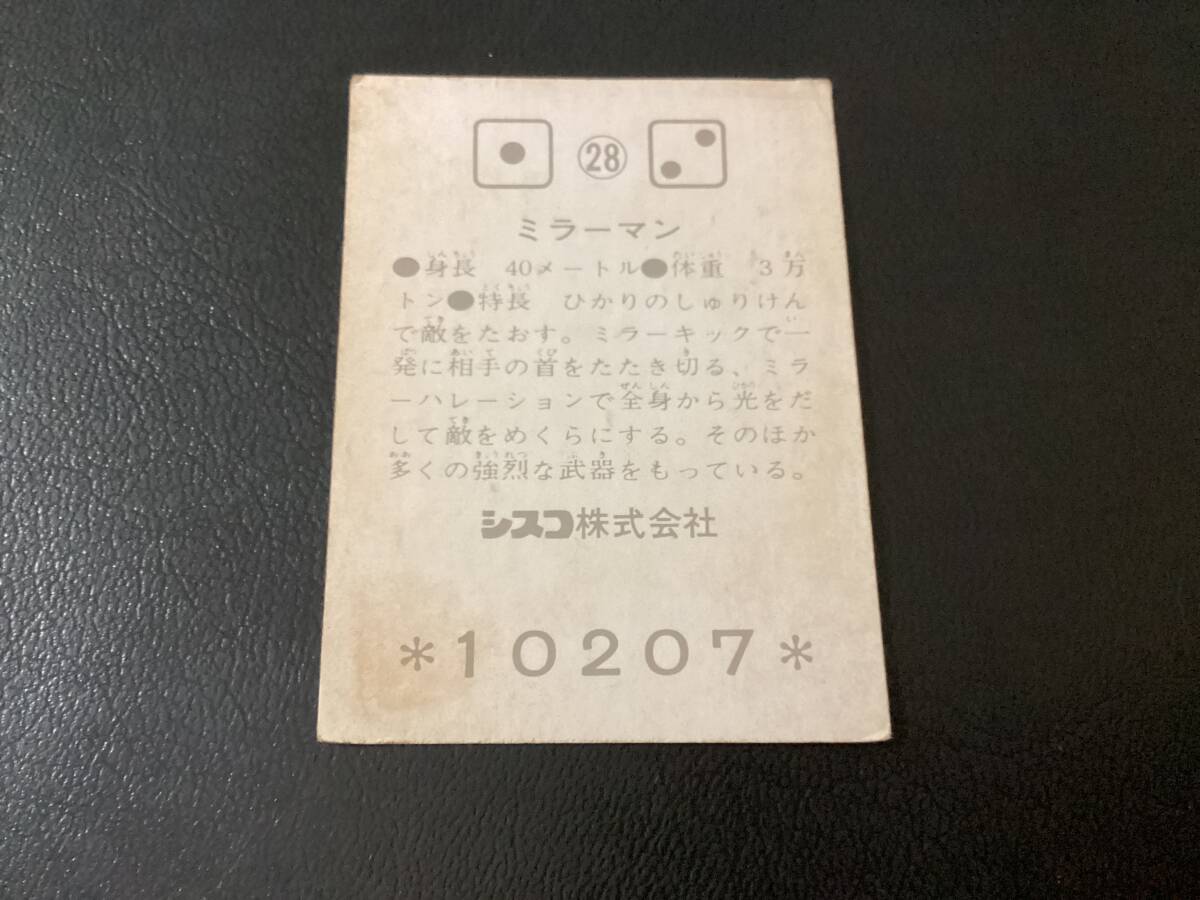 28
ミラーマン
●身長 40メートル●体重 3万
トン●特長 ひかりのしゅりけん
で敵をたおす。ミラーキックで一
発に相手の首をたたき切る、ミラ
ーハレーションで全身から光をだ
して敵をめくらにする。そのほか
多くの強烈な武器をもっている。
シスコ株式会社
*10207*